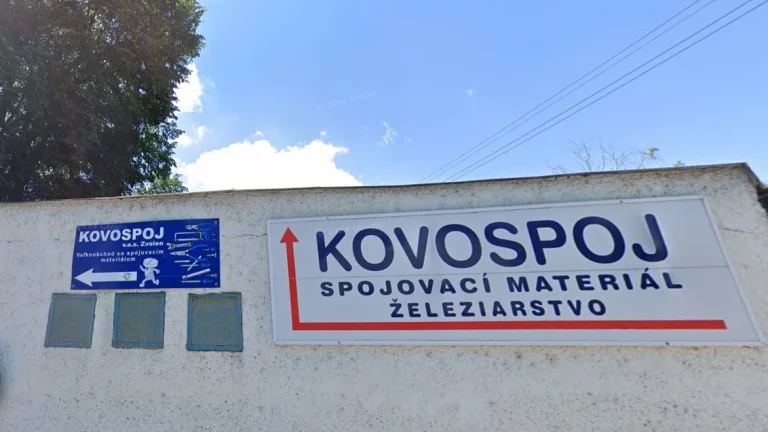 KOVOSPOJ
v.o.s. Zvolen
Veľkoobchod so spojovacím
materiálom
KOVOSPOJ
SPOJOVACÍ MATERIÁL
ŽELEZIARSTVO